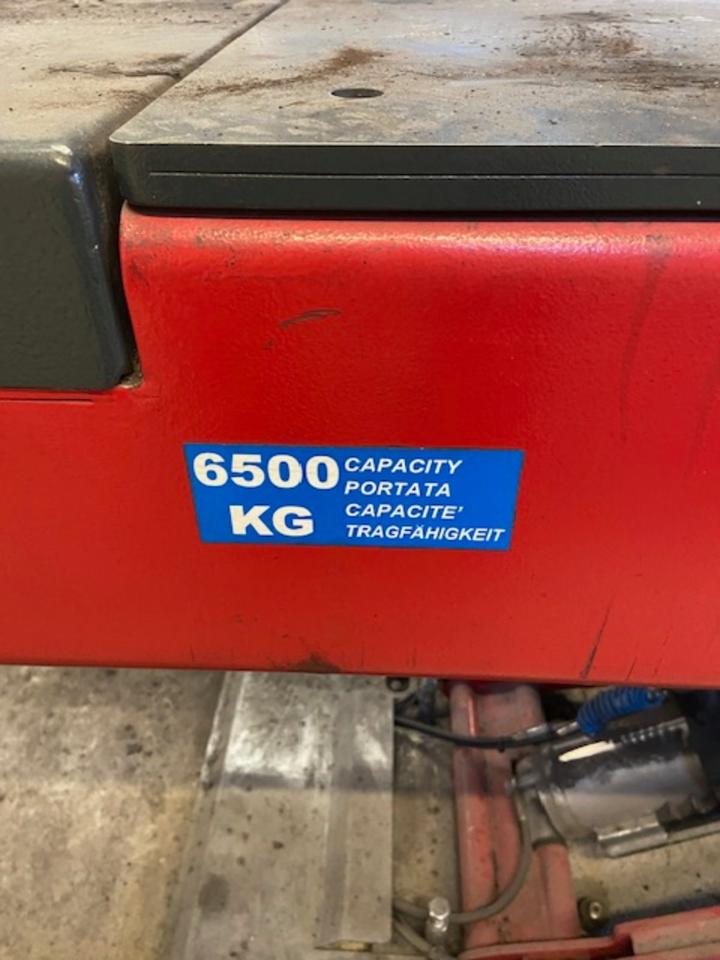 6500 KG
CAPACITY
PORTATA
CAPACITE'
TRAGFÄHIGKEIT